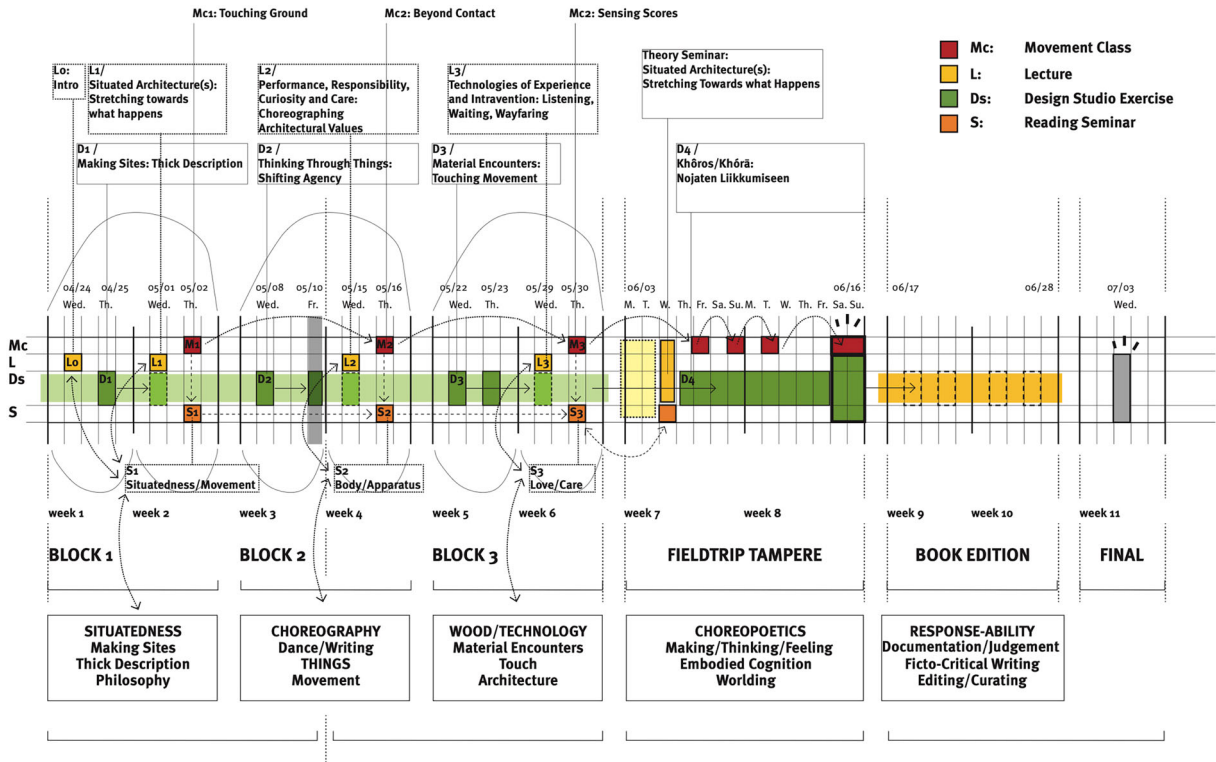 Mc1: Touching Ground
Mc2: Beyond Contact
Mc2: Sensing Scores
Mc: Movement Class
L: Lecture
Ds: Design Studio Exercise
S: Reading Seminar
Lo:
Intro
L1/
Situated Architecture(s):
Stretching towards
what happens
L2/
Performance, Responsibility,
Curiosity and Care:
Choreographing
Architectural Values
L3/
Technologies of Experience
and Intravention: Listening,
Waiting, Wayfaring
Theory Seminar:
Situated Architecture(s):
Stretching Towards what Happens
D1/
Making Sites: Thick Description
D2 /
Thinking Through Things:
Shifting Agency
D3/
Material Encounters:
Touching Movement
D4/
Khôros/Khórā:
Nojaten Liikkumiseen
04/24 04/25 05/01 05/02 05/08 05/10 05/15 05/16 05/22 05/23 05/29 05/30 06/03 06/16 06/17 06/28 07/03
Wed. Th. Wed. Th. Wed. Fr. Wed. Th. Wed. Th. Wed. Th. M. T. W. Th. Fr. Sa. Su. M. T. W. Th. Fr. Sa. Su. Wed.
Mc M1 M2 M3
L Lo L1 L2 L3
Ds D1 D2 D3 D4
S S1 S2 S3
S1
Situatedness/Movement
S2
Body/Apparatus
S3
Love/Care
week 1 week 2 week 3 week 4 week 5 week 6 week 7 week 8 week 9 week 10 week 11
BLOCK 1 BLOCK 2 BLOCK 3 FIELDTRIP TAMPERE BOOK EDITION FINAL
SITUATEDNESS
Making Sites
Thick Description
Philosophy
CHOREOGRAPHY
Dance/Writing
THINGS
Movement
WOOD/TECHNOLOGY
Material Encounters
Touch
Architecture
CHOREOPOETICS
Making/Thinking/Feeling
Embodied Cognition
Worlding
RESPONSE-ABILITY
Documentation/Judgement
Ficto-Critical Writing
Editing/Curating